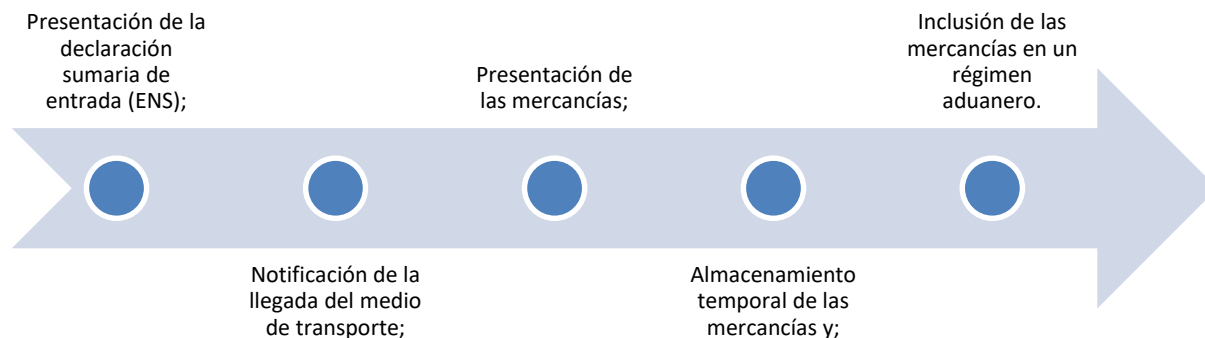 Presentación de la
declaración
sumaria de
entrada (ENS);
Notificación de la
llegada del medio
de transporte;
Presentación de
las mercancías;
Almacenamiento
temporal de las
mercancías y;
Inclusión de las
mercancías en un
régimen
aduanero.